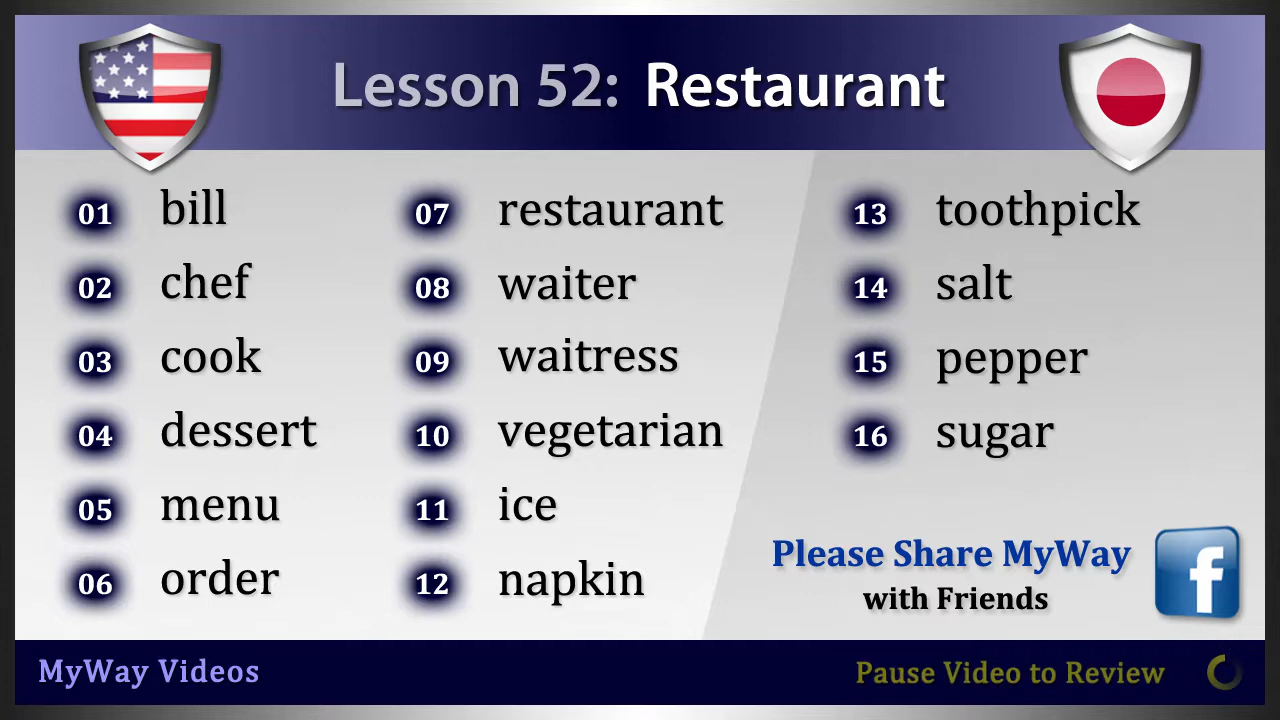 Lesson 52: Restaurant
01 bill
02 chef
03 cook
04 dessert
05 menu
06 order
07 restaurant
08 waiter
09 waitress
10 vegetarian
11 ice
12 napkin
13 toothpick
14 salt
15 pepper
16 sugar
Please Share MyWay
with Friends
f
MyWay Videos
Pause Video to Review